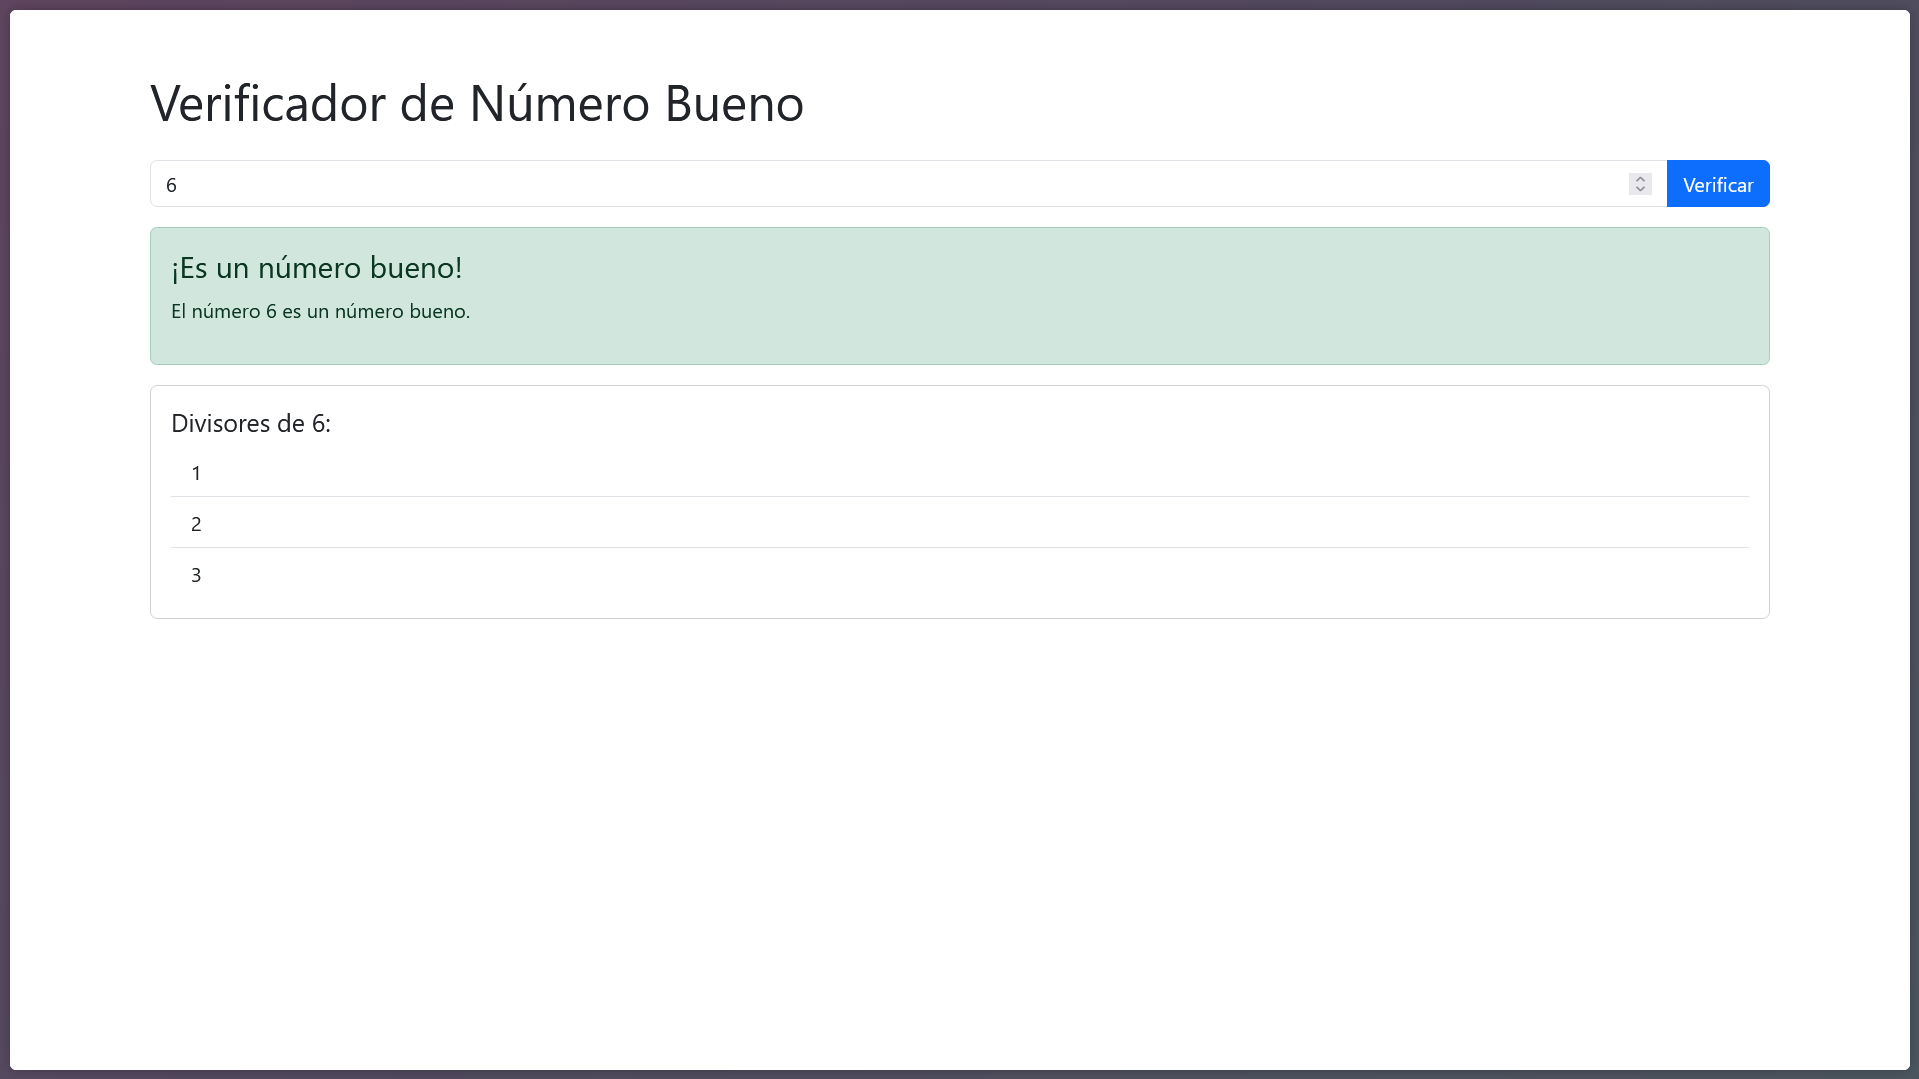 Verificador de Número Bueno
6
Verificar
¡Es un número bueno!
El número 6 es un número bueno.
Divisores de 6:
1
2
3